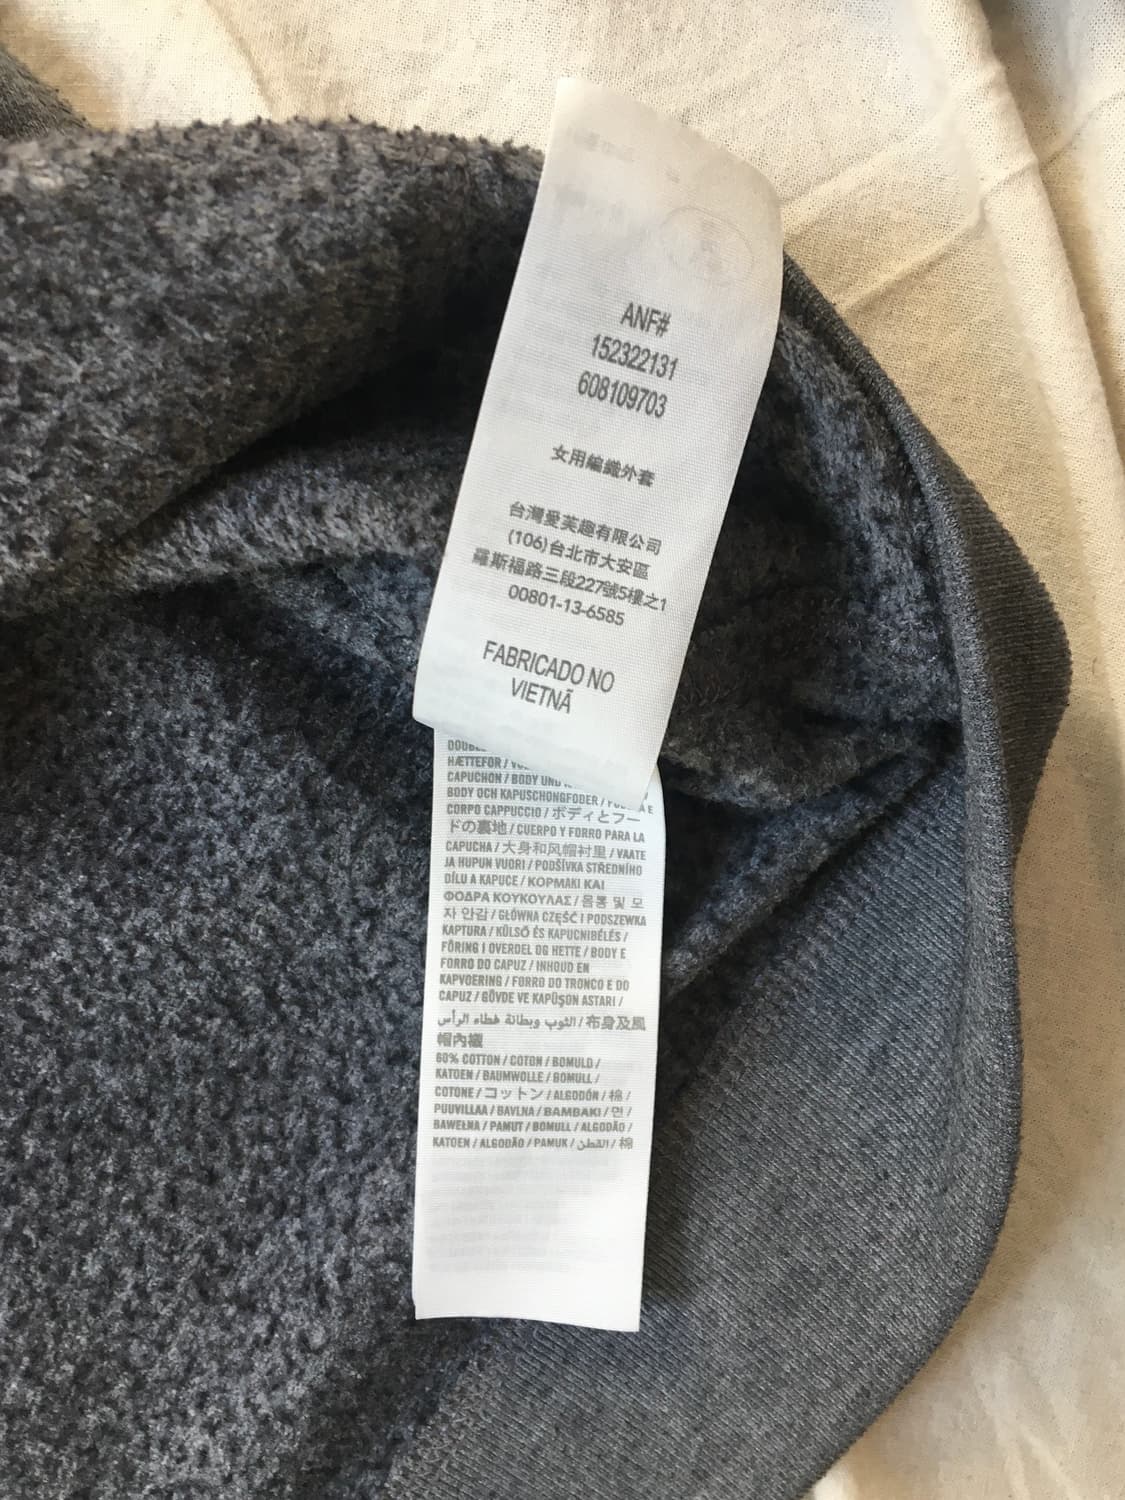 ANF#
152322131
608109703
女用編織外套
台灣愛芙趣有限公司
(106)台北市大安區
羅斯福路三段227號5樓之1
00801-13-6585
FABRICADO NO
VIETNÃ
HÆTTEFOR /
CAPUCHON / BODY UND
BODY OCH KAPUSCHONGFODER /
CORPO CAPPUCCIO / ボディとフー
ドの裏地 / CUERPO Y FORRO PARA LA
CAPUCHA / 大身和风帽衬里 / VAATE
JA HUPUN VUORI / PODŠÍVKA STŘEDNÍHO
DÍLU A KAPUCE / ΚΟΡΜΑΚΙ ΚΑΙ
ΦΟΔΡΑ ΚΟΥΚΟΥΛΑΣ / 몸통 및 모
자 안감 / GŁÓWNA CZĘŚĆ I PODSZEWKA
KAPTURA / KÜLSŐ ÉS KAPUCNIBÉLÉS /
FÔRING I OVERDEL OG HETTE / BODY E
FORRO DO CAPUZ / INHOUD EN
KAPVOERING / FORRO DO TRONCO E DO
CAPUZ / GÖVDE VE KAPÜŞON ASTARI /
الثوب وبطانة غطاء الرأس / 布身及風
帽內襯
60% COTTON / COTON / BOMULD /
KATOEN / BAUMWOLLE / BOMULL /
COTONE / コットン / ALGODÓN / 棉 /
PUUVILLAA / BAVLNA / ΒΑΜΒΑΚΙ / 면 /
BAWEŁNA / PAMUT / BOMULL / ALGODÃO /
KATOEN / ALGODÃO / PAMUK / القطن / 棉